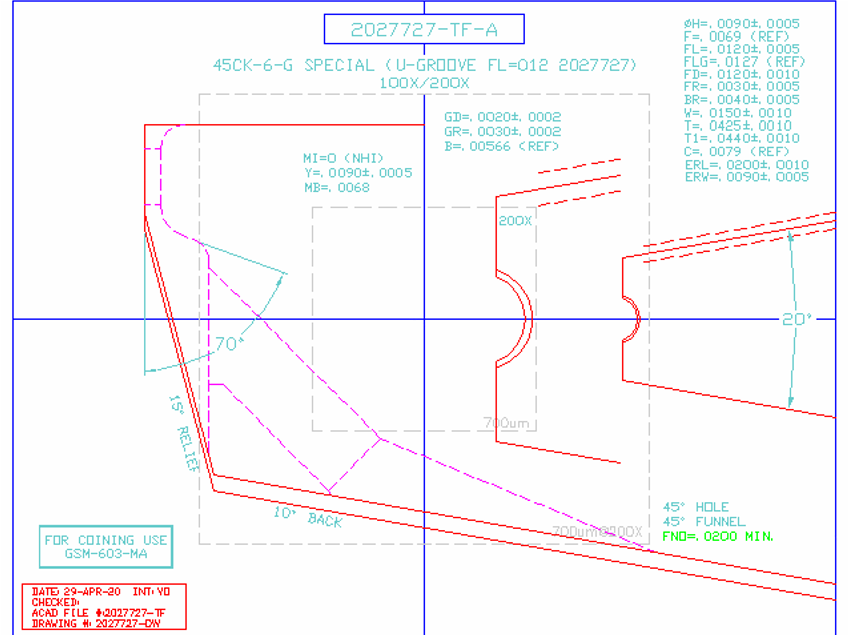 2027727-TF-A
45CK-6-G SPECIAL (U-GROOVE FL=012 2027727)
100X/200X
ØH=.0090±.0005
F=.0069 (REF)
FL=.0120±.0005
FLG=.0127 (REF)
FD=.0120±.0010
FR=.0030±.0005
BR=.0040±.0005
W=.0150±.0010
T=.0425±.0010
T1=.0440±.0010
C=.0079 (REF)
ERL=.0200±.0010
ERW=.0090±.0005
GD=.0020±.0002
GR=.0030±.0002
B=.00566 (REF)
MI=0 (NHI)
Y=.0090±.0005
MB=.0068
200X
20°
70°
15° RELIEF
700um
10° BACK
700um@200X
45° HOLE
45° FUNNEL
FNO=.0200 MIN.
FOR COINING USE
GSM-603-MA
DATE: 29-APR-20 INT: VO
CHECKED:
ACAD FILE #:2027727-TF
DRAWING #: 2027727-DW